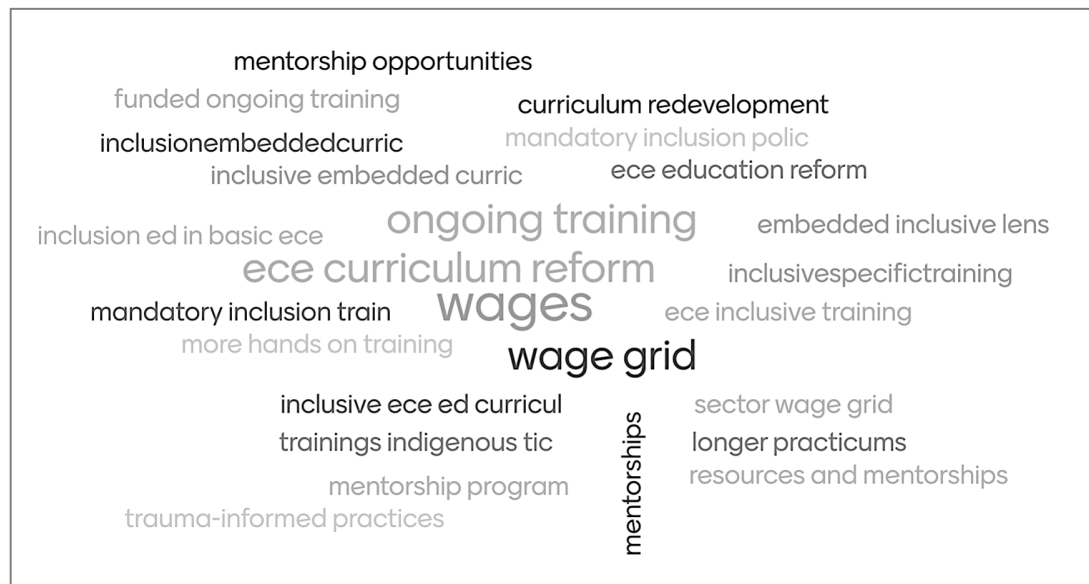 mentorship opportunities
funded ongoing training
curriculum redevelopment
inclusionembeddedcurric
mandatory inclusion polic
inclusive embedded curric
ece education reform
ongoing training
embedded inclusive lens
inclusion ed in basic ece
ece curriculum reform
inclusivespecifictraining
wages
mandatory inclusion train
ece inclusive training
more hands on training
wage grid
inclusive ece ed curricul
sector wage grid
trainings indigenous tic
mentorships
longer practicums
resources and mentorships
mentorship program
trauma-informed practices